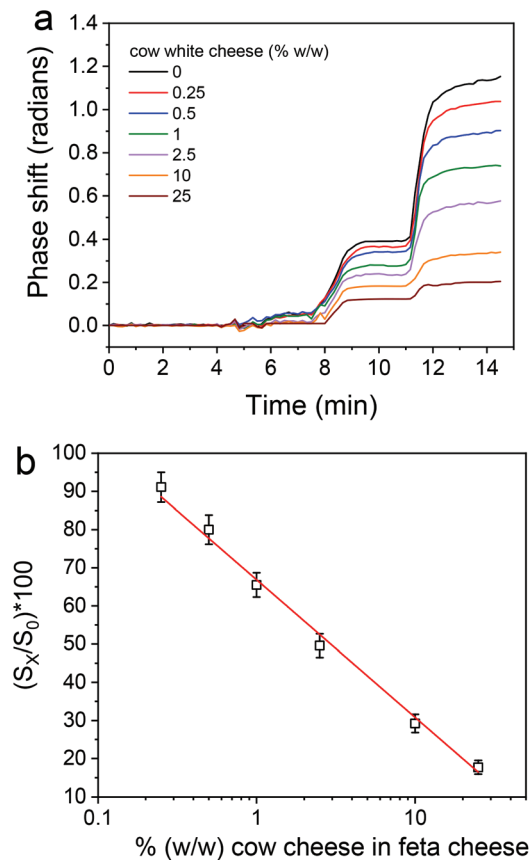 a
cow white cheese (% w/w)
0
0.25
0.5
1
2.5
10
25
1.4
1.2
1.0
0.8
0.6
0.4
0.2
0.0
Phase shift (radians)
0 2 4 6 8 10 12 14
Time (min)
b
100
90
80
70
60
50
40
30
20
10
(Sₓ/S₀)*100
0.1 1 10
% (w/w) cow cheese in feta cheese